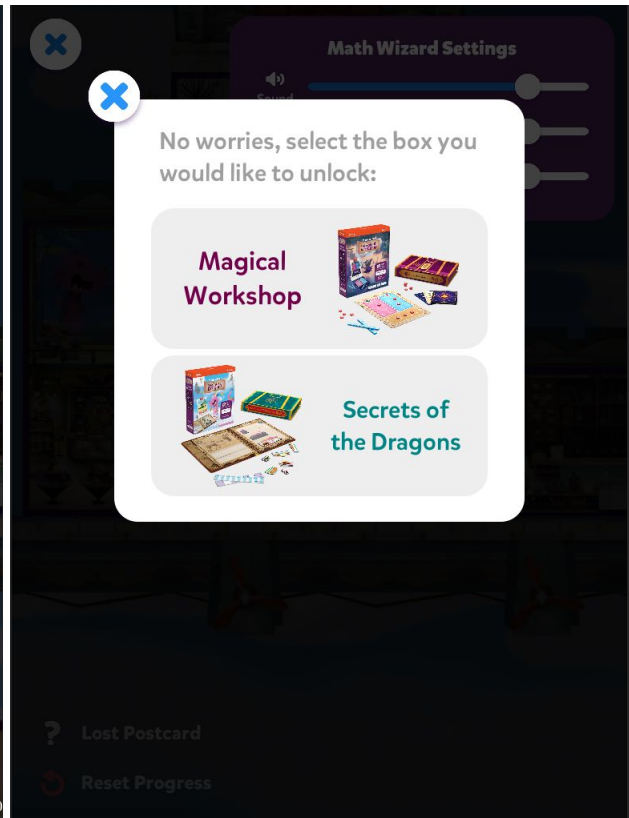 Math Wizard Settings
Sound
No worries, select the box you
would like to unlock:
Magical
Workshop
Secrets of
the Dragons
? Lost Postcard
Reset Progress